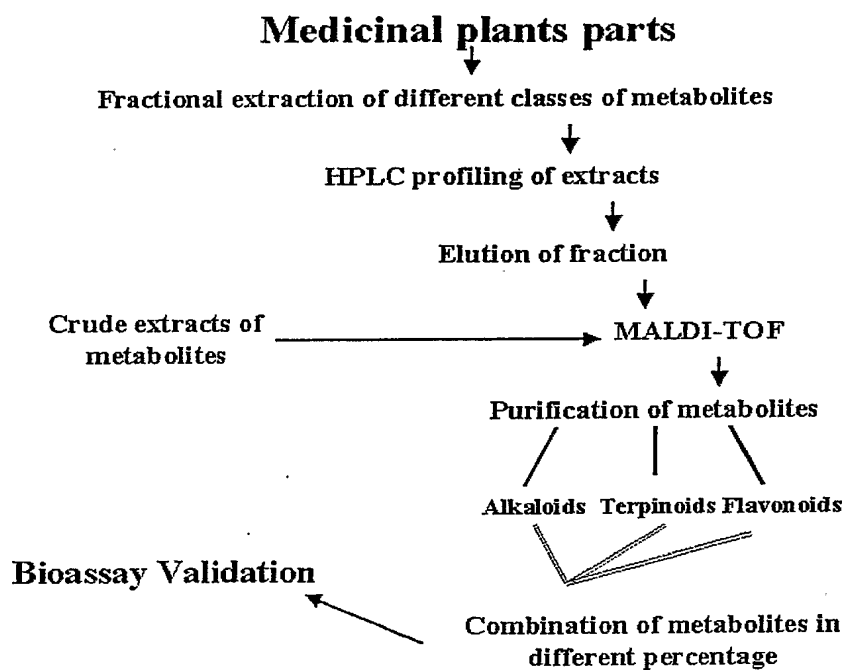 Medicinal plants parts
Fractional extraction of different classes of metabolites
HPLC profiling of extracts
Elution of fraction
Crude extracts of
metabolites
MALDI-TOF
Purification of metabolites
Alkaloids Terpinoids Flavonoids
Bioassay Validation
Combination of metabolites in
different percentage